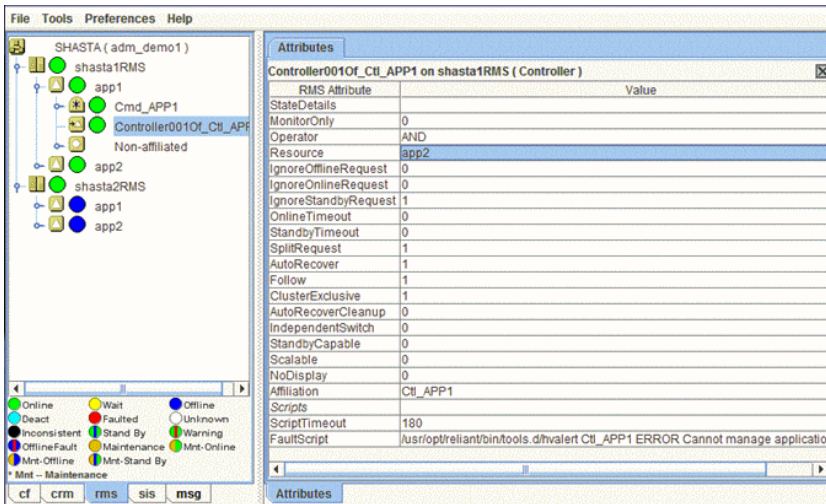 File Tools Preferences Help
SHASTA ( adm_demo1 )
shasta1RMS
app1
Cmd_APP1
Controller001Of_Ctl_APP
Non-affiliated
app2
shasta2RMS
app1
app2
Online Wait Offline
Deact Faulted Unknown
Inconsistent Stand By Warning
OfflineFault Maintenance Mnt-Online
Mnt-Offline Mnt-Stand By
* Mnt -- Maintenance
cf crm rms sis msg
Attributes
Controller001Of_Ctl_APP1 on shasta1RMS ( Controller )
RMS Attribute Value
StateDetails
MonitorOnly 0
Operator AND
Resource app2
IgnoreOfflineRequest 0
IgnoreOnlineRequest 0
IgnoreStandbyRequest 1
OnlineTimeout 0
StandbyTimeout 0
SplitRequest 1
AutoRecover 1
Follow 1
ClusterExclusive 1
AutoRecoverCleanup 0
IndependentSwitch 0
StandbyCapable 0
Scalable 0
NoDisplay 0
Affiliation Ctl_APP1
Scripts
ScriptTimeout 180
FaultScript /usr/opt/reliant/bin/tools.d/hvalert Ctl_APP1 ERROR Cannot manage applicatio
Attributes